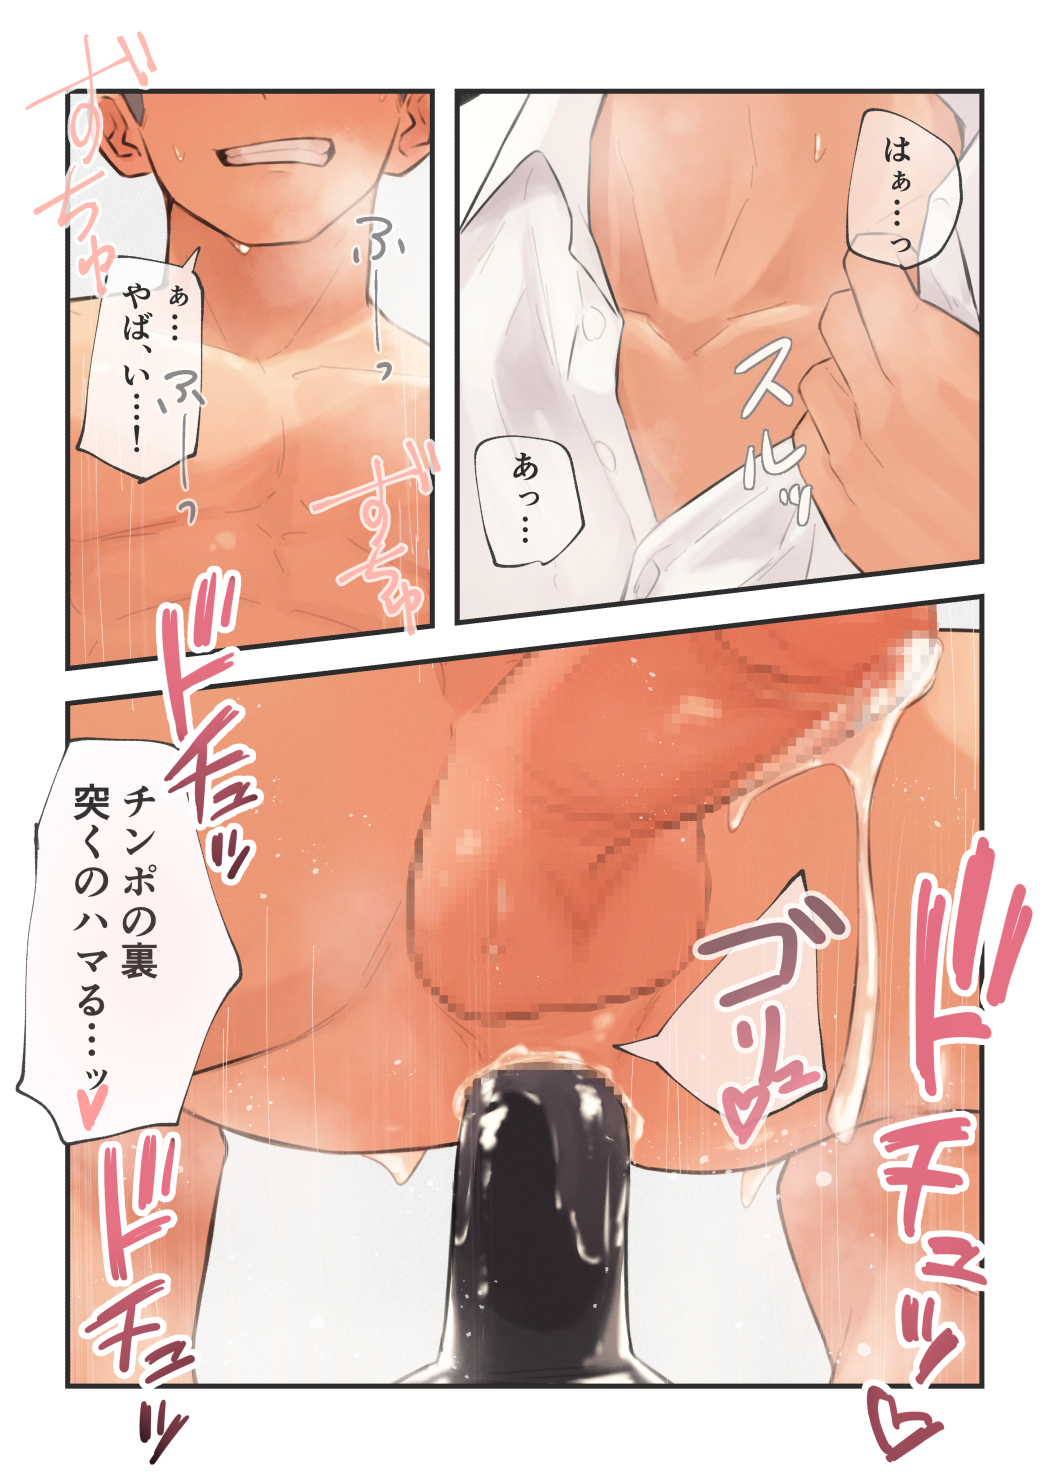 はぁ…っ
スルッ
あっ…
ずちゅ
ふーっ
ぁ…
やば、い…！
ふーっ
ずちゅ
ドチュッ
ゴリュ♡
チンポの裏
突くのハマる…ッ
♡
ドチュッ♡
ドチュッ